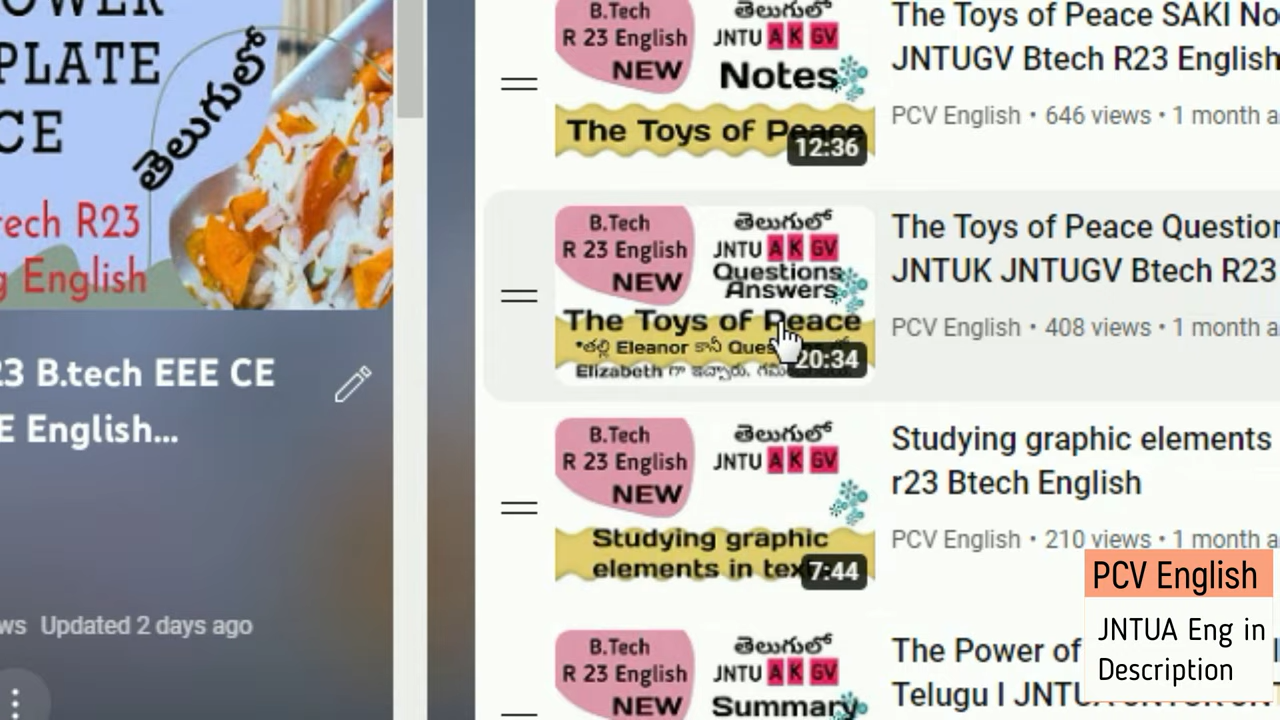 OWER
PLATE
CE
తెలుగులో
tech R23
g English
23 B.tech EEE CE
E English...
ws Updated 2 days ago
B.Tech
R 23 English
NEW
తెలుగులో
JNTU A K GV
Notes
The Toys of Peace
12:36
The Toys of Peace SAKI No
JNTUGV Btech R23 English
PCV English • 646 views • 1 month a
B.Tech
R 23 English
NEW
తెలుగులో
JNTU A K GV
Questions
Answers
The Toys of Peace
*తల్లి Eleanor కానీ Ques
Elizabeth గా ఇచ్చారు.
20:34
The Toys of Peace Question
JNTUK JNTUGV Btech R23
PCV English • 408 views • 1 month a
B.Tech
R 23 English
NEW
తెలుగులో
JNTU A K GV
Studying graphic
elements in tex
7:44
Studying graphic elements
r23 Btech English
PCV English • 210 views • 1 month a
B.Tech
R 23 English
NEW
తెలుగులో
JNTU A K GV
Summary
The Power of
Telugu I
PCV English
JNTUA Eng in
Description